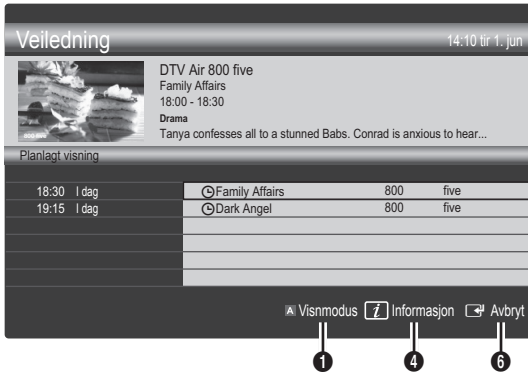 Veiledning 14:10 tir 1. jun
DTV Air 800 five
Family Affairs
18:00 - 18:30
Drama
Tanya confesses all to a stunned Babs. Conrad is anxious to hear...
Planlagt visning
18:30 I dag Family Affairs 800 five
19:15 I dag Dark Angel 800 five
A Visnmodus i Informasjon Avbryt
1 4 6